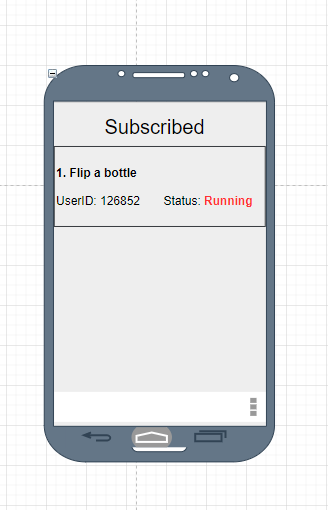 Subscribed
1. Flip a bottle
UserID: 126852 Status: Running